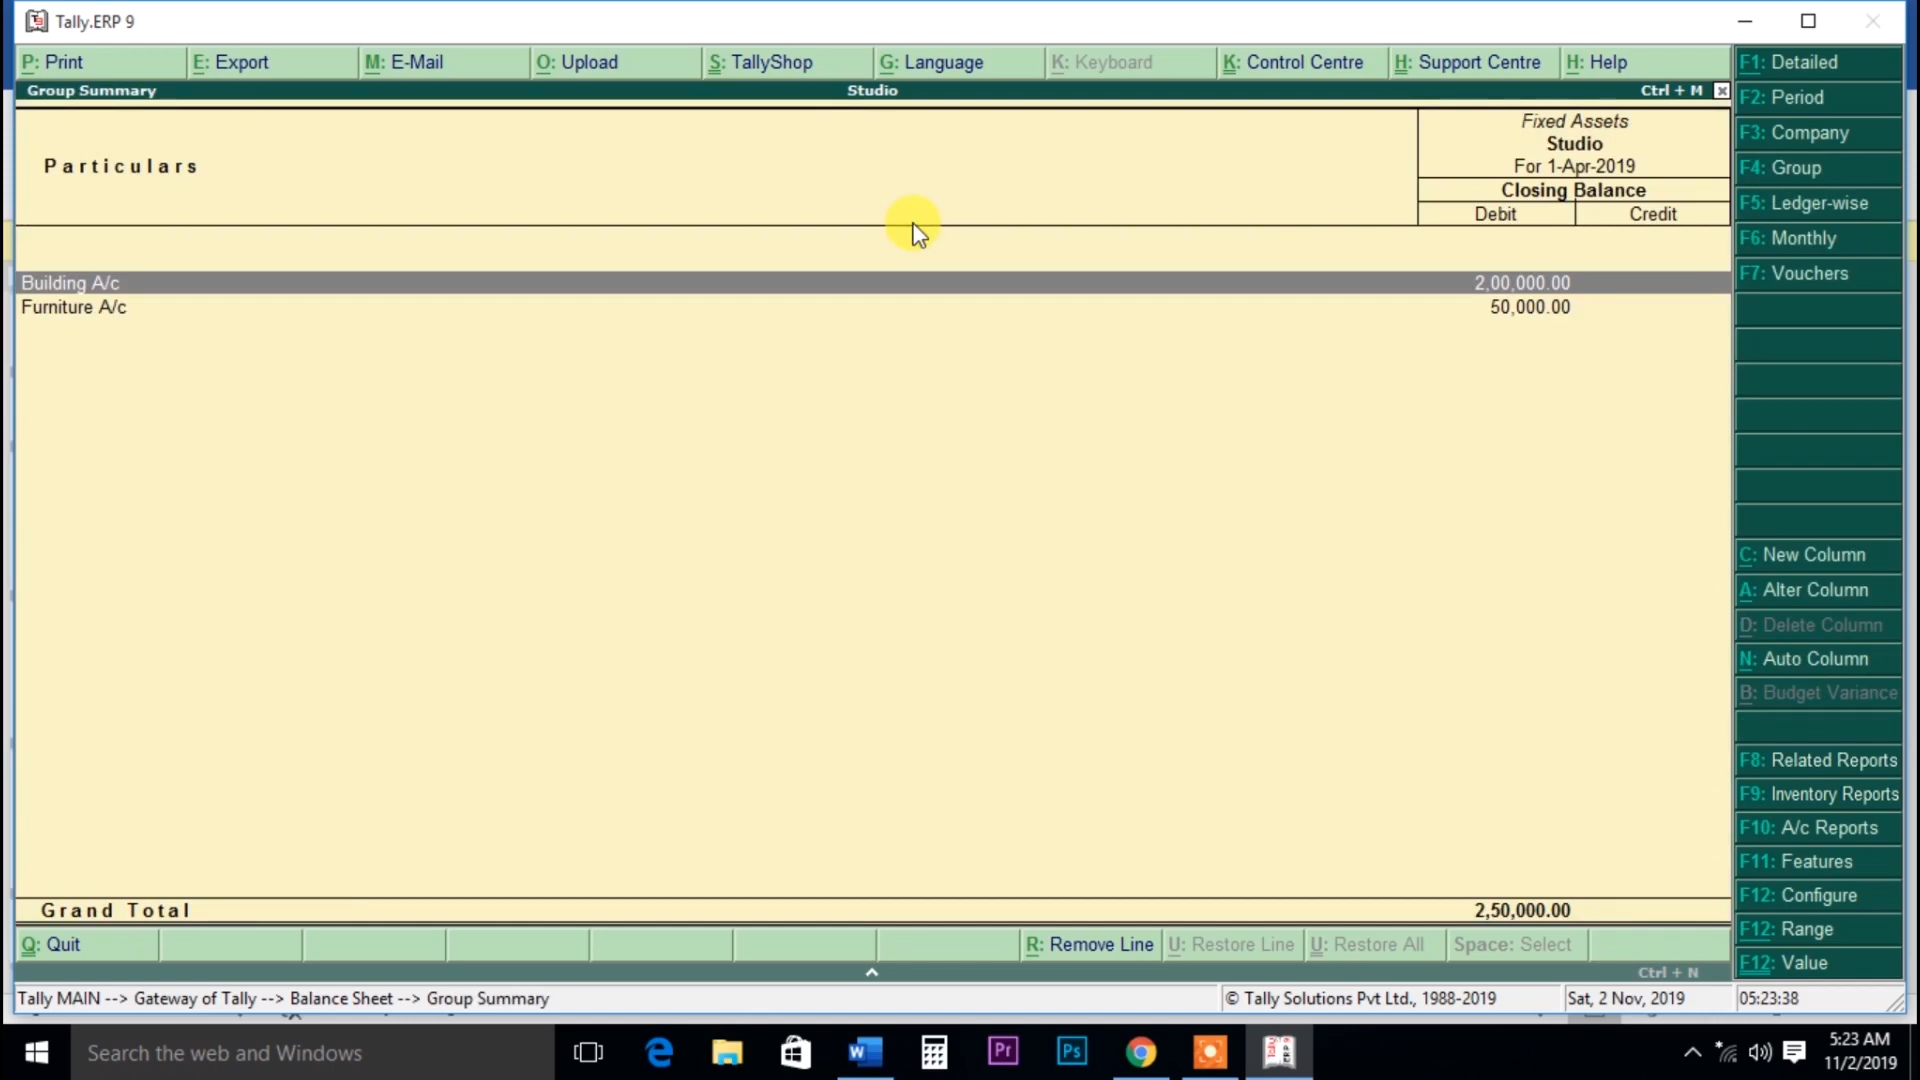 Tally.ERP 9
P: Print E: Export M: E-Mail O: Upload S: TallyShop G: Language K: Keyboard K: Control Centre H: Support Centre H: Help
Group Summary Studio Ctrl + M
Particulars
Fixed Assets
Studio
For 1-Apr-2019
Closing Balance
Debit Credit
Building A/c 2,00,000.00
Furniture A/c 50,000.00
Grand Total 2,50,000.00
F1: Detailed
F2: Period
F3: Company
F4: Group
F5: Ledger-wise
F6: Monthly
F7: Vouchers
C: New Column
A: Alter Column
D: Delete Column
N: Auto Column
B: Budget Variance
F8: Related Reports
F9: Inventory Reports
F10: A/c Reports
F11: Features
F12: Configure
F12: Range
F12: Value
Q: Quit R: Remove Line U: Restore Line U: Restore All Space: Select
Ctrl + N
Tally MAIN --> Gateway of Tally --> Balance Sheet --> Group Summary © Tally Solutions Pvt Ltd., 1988-2019 Sat, 2 Nov, 2019 05:23:38
Search the web and Windows
Pr
Ps
5:23 AM
11/2/2019